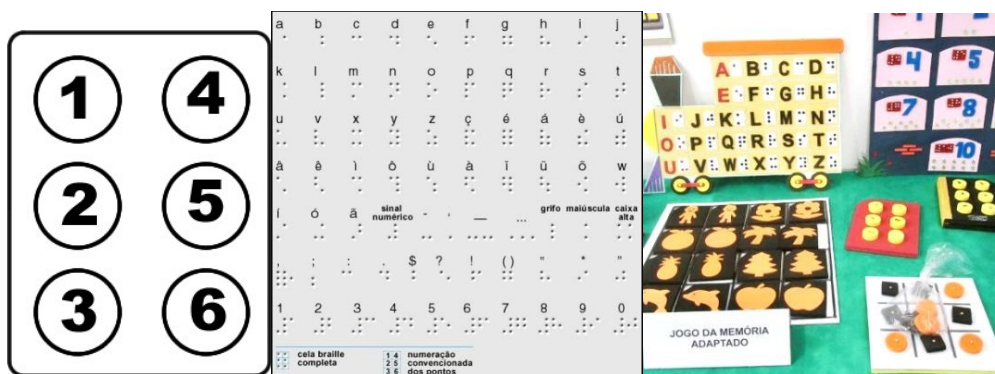 1 4
2 5
3 6
a b c d e f g h i j
k l m n o p q r s t
u v x y z ç é á è ú
â ê ì ô ù à ï ü õ w
í ó ã sinal numérico - ' — ... grifo maiúscula caixa alta
, ; : . $ ? ! ( ) " * "
1 2 3 4 5 6 7 8 9 0
cela braille
completa
1 4 numeração
2 5 convencionada
3 6 dos pontos
A B C D
E F G H
I J K L M N
O P Q R S T
U V W X Y Z
4 5
7 8
10
JOGO DA MEMÓRIA
ADAPTADO